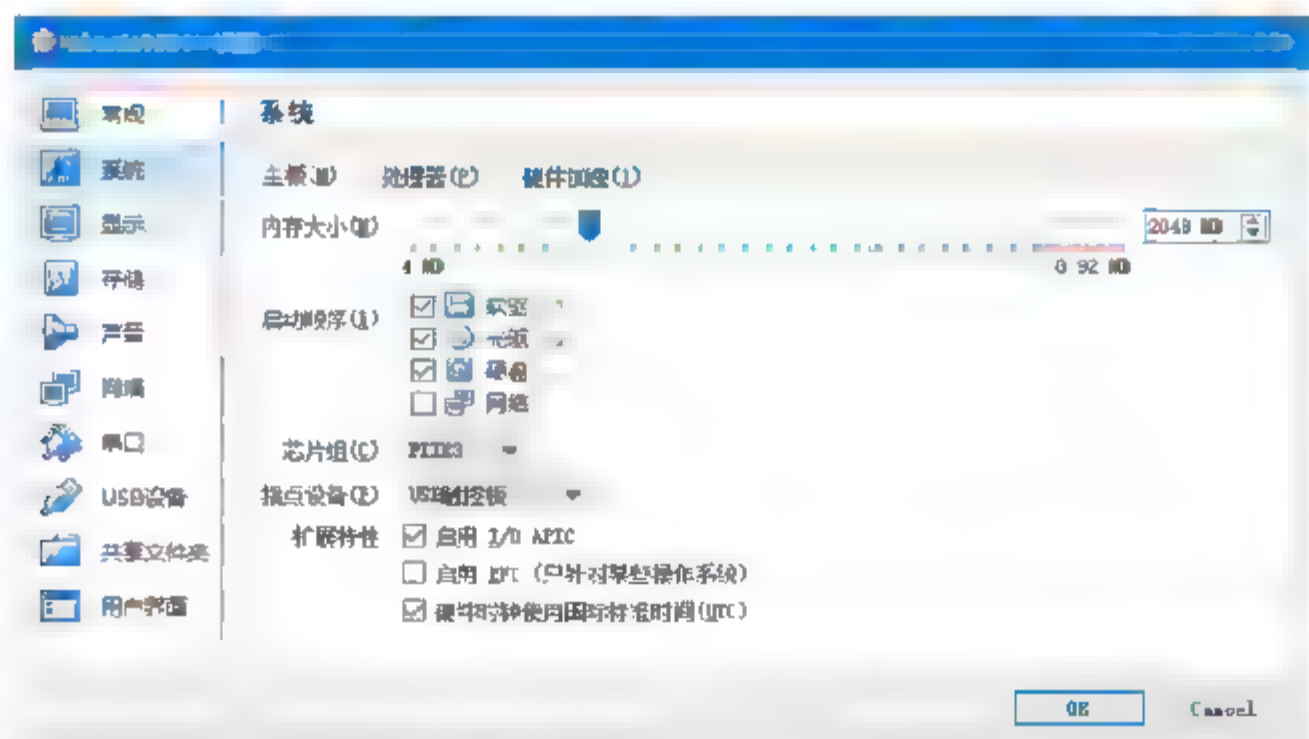 常规
系统
显示
存储
声音
网络
串口
USB设备
共享文件夹
用户界面
系统
主板(M) 处理器(P) 硬件加速(L)
内存大小(M) 2048 MB
4 MB 8192 MB
启动顺序(B)
软驱
光驱
硬盘
网络
芯片组(C) PIIX3
指点设备(P) USB触控板
扩展特性 启用 I/O APIC
启用 EFI (只针对某些操作系统)
硬件时钟使用国际标准时间(UTC)
OK Cancel